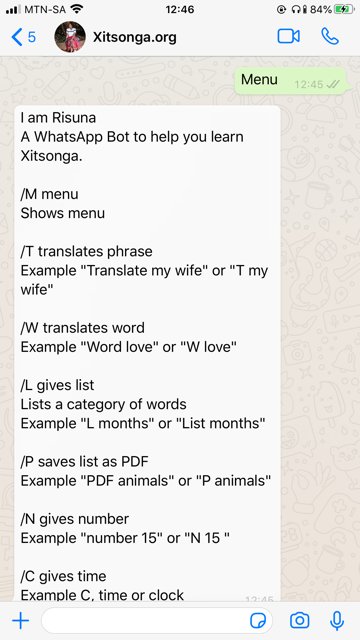 MTN-SA 12:46 84%
5 Xitsonga.org
Menu
12:45
I am Risuna
A WhatsApp Bot to help you learn
Xitsonga.
/M menu
Shows menu
/T translates phrase
Example "Translate my wife" or "T my
wife"
/W translates word
Example "Word love" or "W love"
/L gives list
Lists a category of words
Example "L months" or "List months"
/P saves list as PDF
Example "PDF animals" or "P animals"
/N gives number
Example "number 15" or "N 15 "
/C gives time
Example C, time or clock
12:46